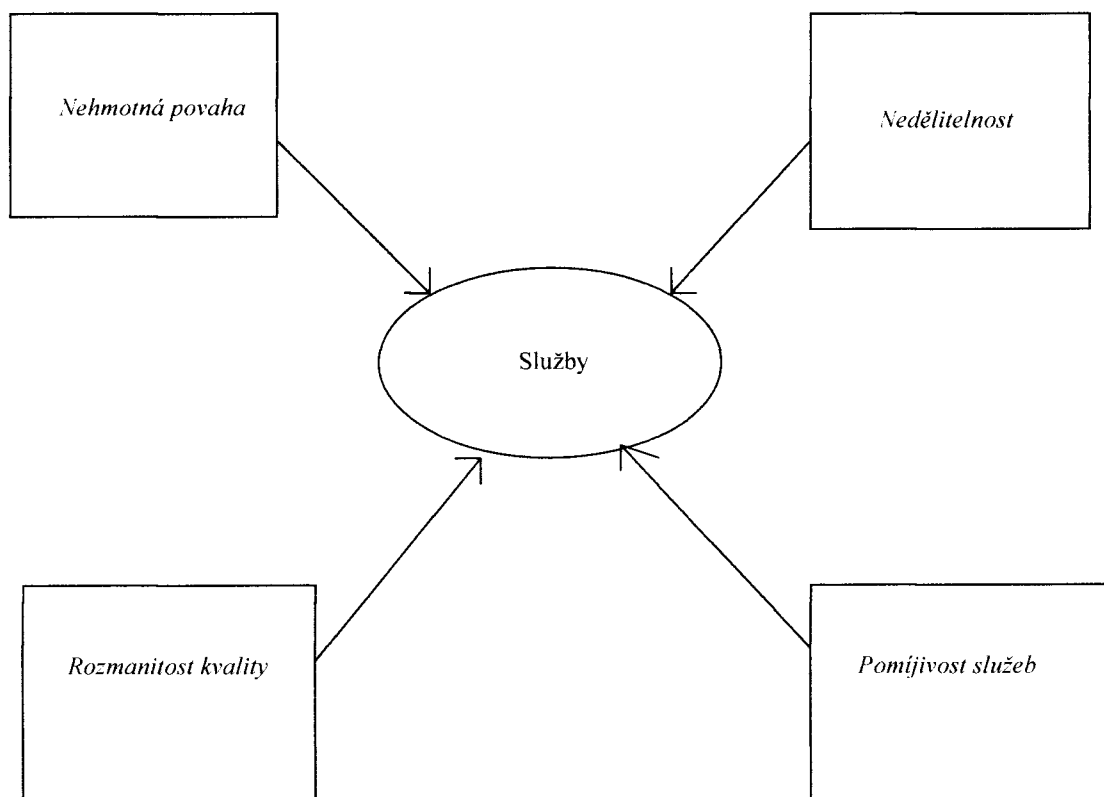 Nehmotná povaha
Nedělitelnost
Služby
Rozmanitost kvality
Pomíjivost služeb